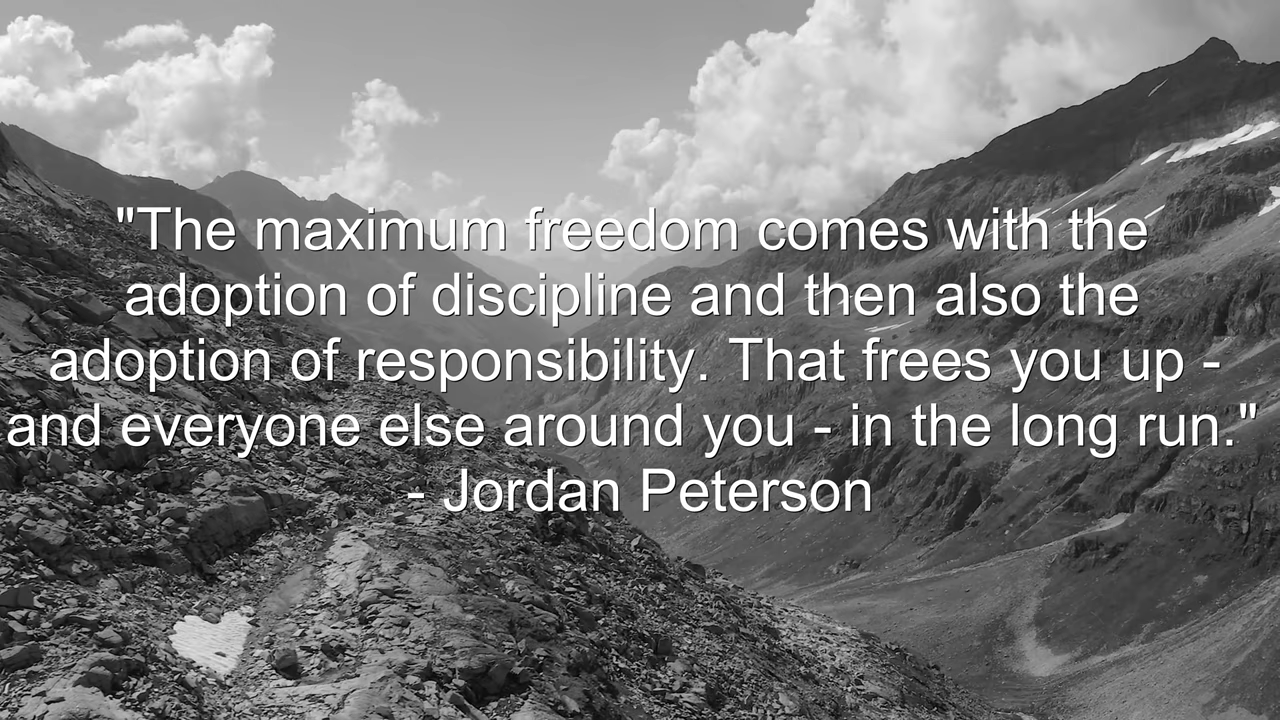 "The maximum freedom comes with the
adoption of discipline and then also the
adoption of responsibility. That frees you up -
and everyone else around you - in the long run."
- Jordan Peterson